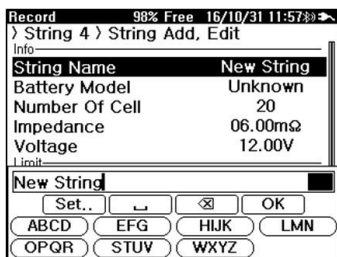 Record 98% Free 16/10/31 11:57
〉String 4 〉String Add, Edit
Info
String Name New String
Battery Model Unknown
Number Of Cell 20
Impedance 06.00mΩ
Voltage 12.00V
Limit
New String
Set.. OK
ABCD EFG HIJK LMN
OPQR STUV WXYZ